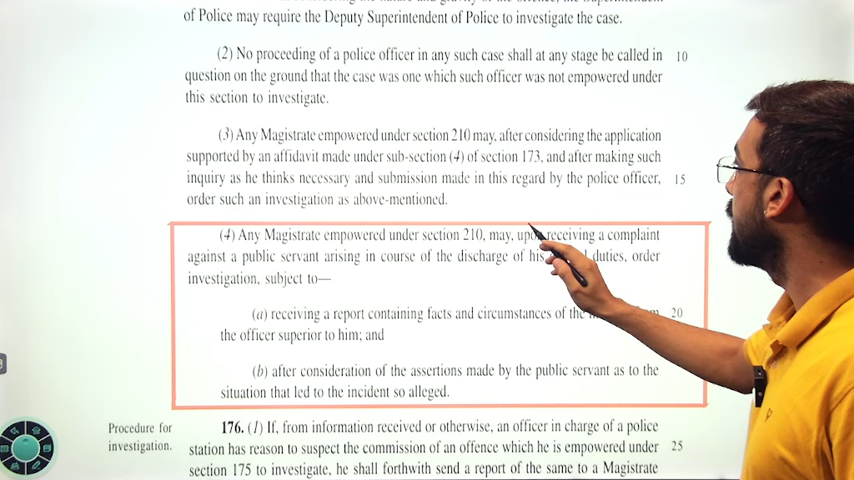 of Police may require the Deputy Superintendent of Police to investigate the case.
(2) No proceeding of a police officer in any such case shall at any stage be called in 10
question on the ground that the case was one which such officer was not empowered under
this section to investigate.
(3) Any Magistrate empowered under section 210 may, after considering the application
supported by an affidavit made under sub-section (4) of section 173, and after making such
inquiry as he thinks necessary and submission made in this regard by the police officer, 15
order such an investigation as above-mentioned.
(4) Any Magistrate empowered under section 210, may, upon receiving a complaint
against a public servant arising in course of the discharge of his duties, order
investigation, subject to—
(a) receiving a report containing facts and circumstances of the 20
the officer superior to him; and
(b) after consideration of the assertions made by the public servant as to the
situation that led to the incident so alleged.
Procedure for
investigation.
176. (1) If, from information received or otherwise, an officer in charge of a police
station has reason to suspect the commission of an offence which he is empowered under 25
section 175 to investigate, he shall forthwith send a report of the same to a Magistrate